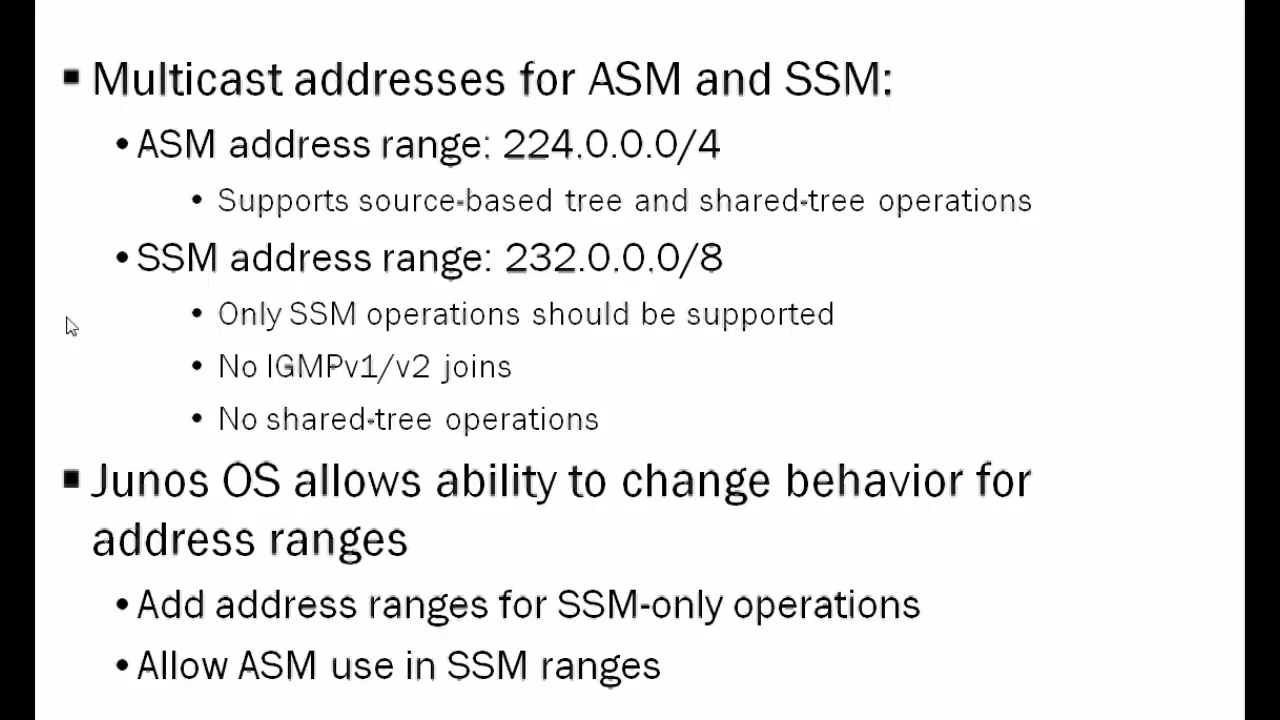 ▪ Multicast addresses for ASM and SSM:
• ASM address range: 224.0.0.0/4
• Supports source-based tree and shared-tree operations
• SSM address range: 232.0.0.0/8
• Only SSM operations should be supported
• No IGMPv1/v2 joins
• No shared-tree operations
▪ Junos OS allows ability to change behavior for
address ranges
• Add address ranges for SSM-only operations
• Allow ASM use in SSM ranges